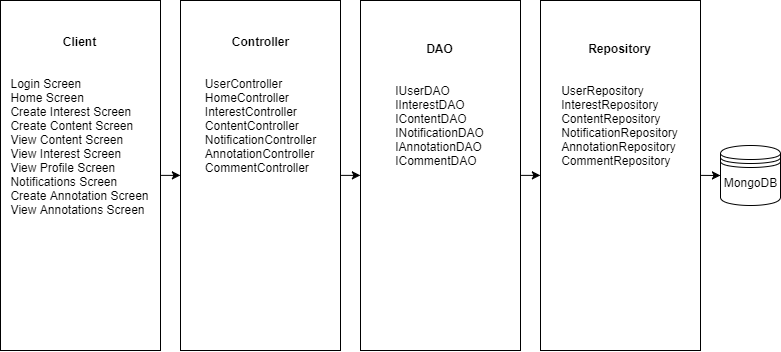 Client
Login Screen
Home Screen
Create Interest Screen
Create Content Screen
View Content Screen
View Interest Screen
View Profile Screen
Notifications Screen
Create Annotation Screen
View Annotations Screen
Controller
UserController
HomeController
InterestController
ContentController
NotificationController
AnnotationController
CommentController
DAO
IUserDAO
IInterestDAO
IContentDAO
INotificationDAO
IAnnotationDAO
ICommentDAO
Repository
UserRepository
InterestRepository
ContentRepository
NotificationRepository
AnnotationRepository
CommentRepository
MongoDB